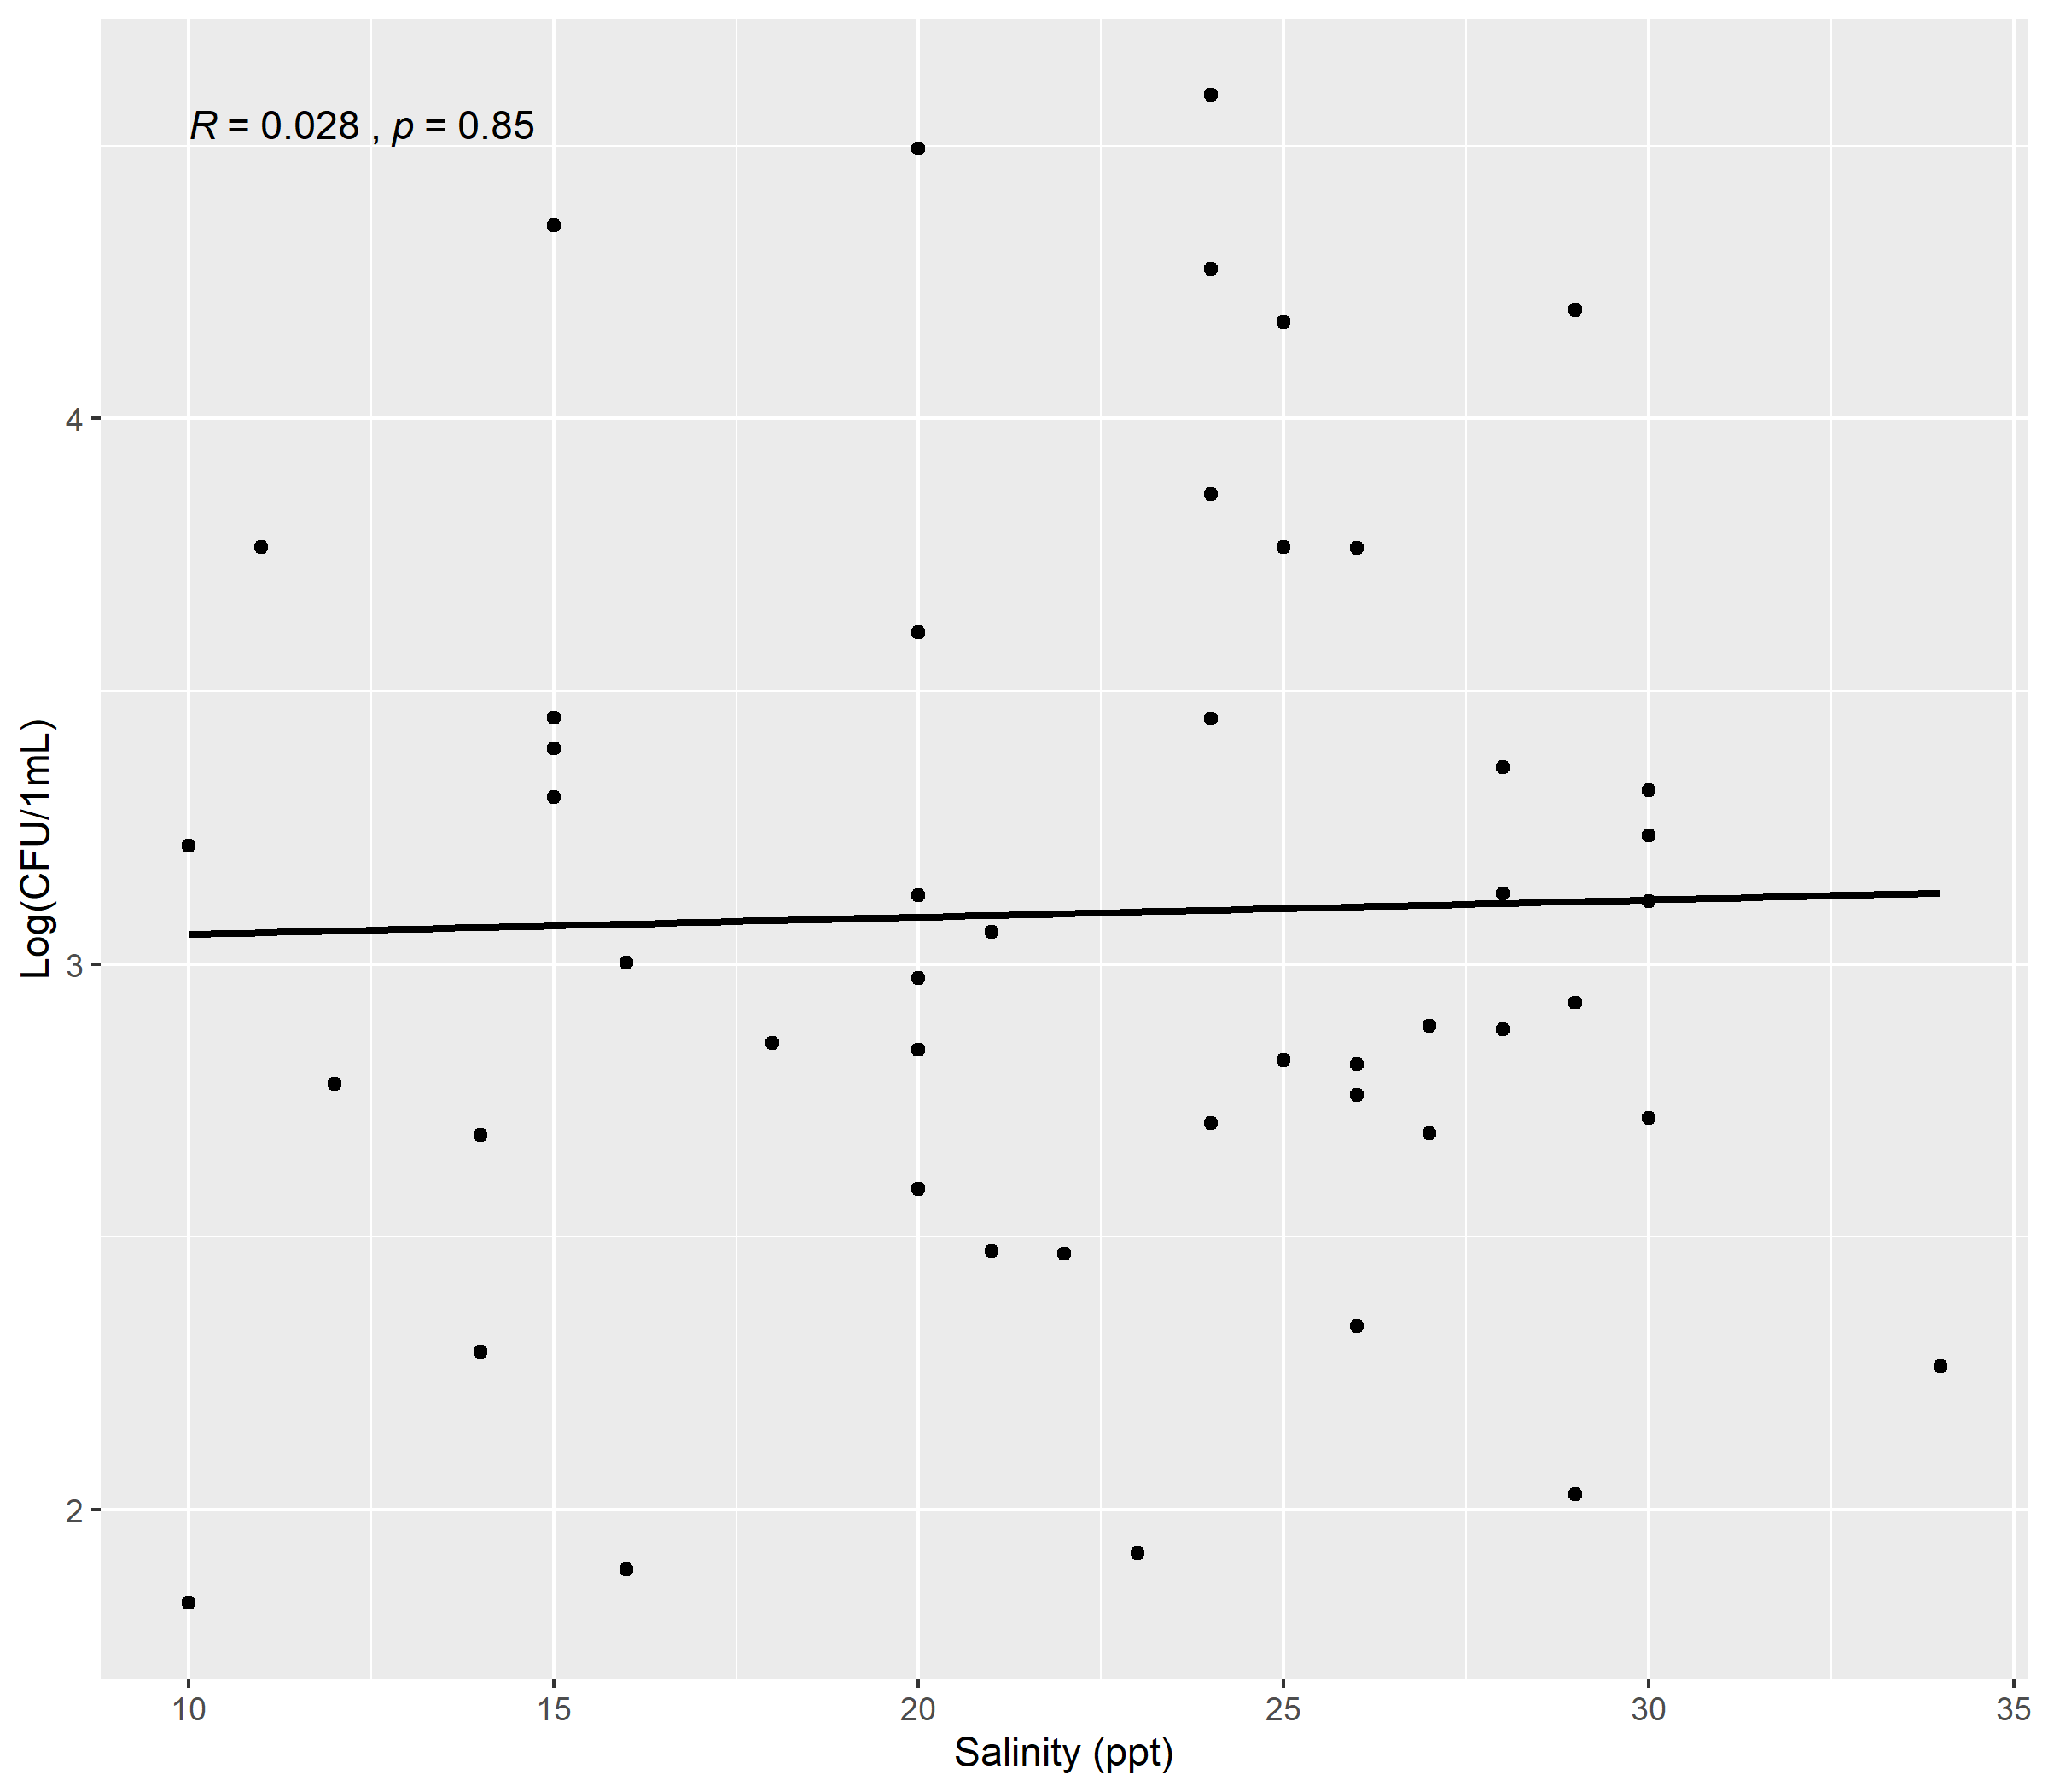 R = 0.028 , p = 0.85
Log(CFU/1mL)
4
3
2
10 15 20 25 30 35
Salinity (ppt)